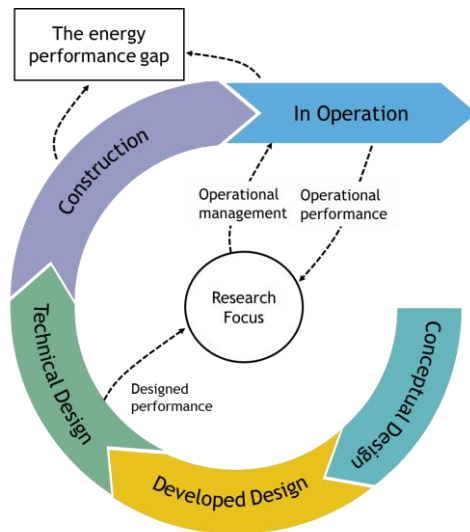 The energy
performance gap
In Operation
Construction
Operational
management
Operational
performance
Research
Focus
Technical Design
Designed
performance
Conceptual Design
Developed Design